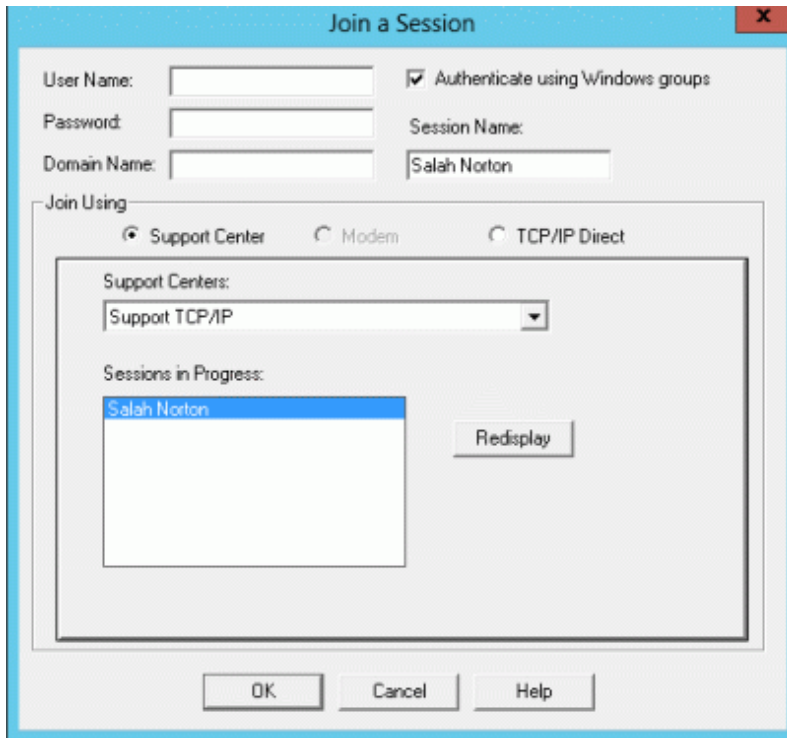 Join a Session
x
User Name:
Authenticate using Windows groups
Password:
Session Name:
Domain Name:
Salah Norton
Join Using
Support Center
Modem
TCP/IP Direct
Support Centers:
Support TCP/IP
Sessions in Progress:
Salah Norton
Redisplay
OK
Cancel
Help